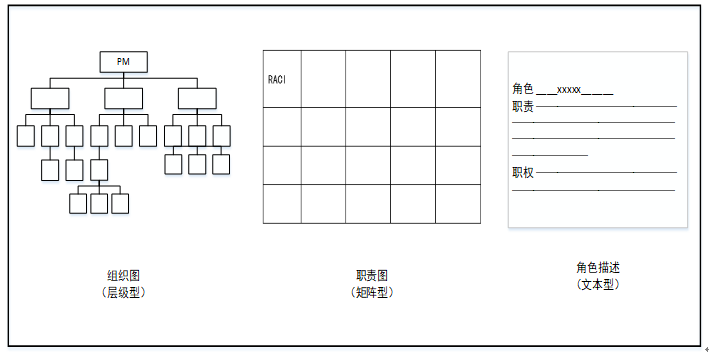 PM
RACI
角色 ___xxxxx______
职责
职权
组织图
（层级型）
职责图
（矩阵型）
角色描述
（文本型）